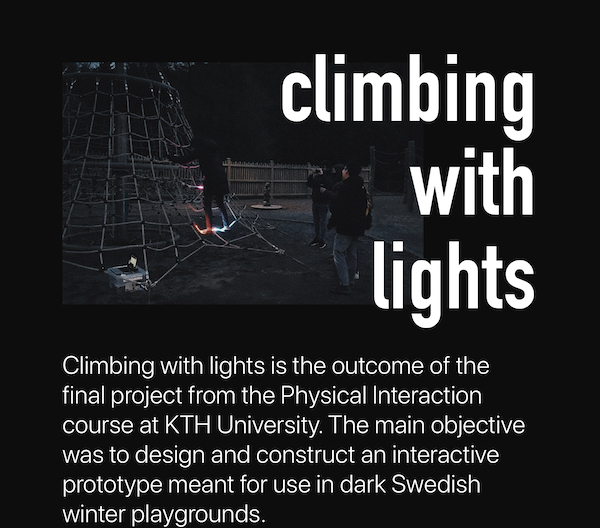 climbing
with
lights
Climbing with lights is the outcome of the
final project from the Physical Interaction
course at KTH University. The main objective
was to design and construct an interactive
prototype meant for use in dark Swedish
winter playgrounds.